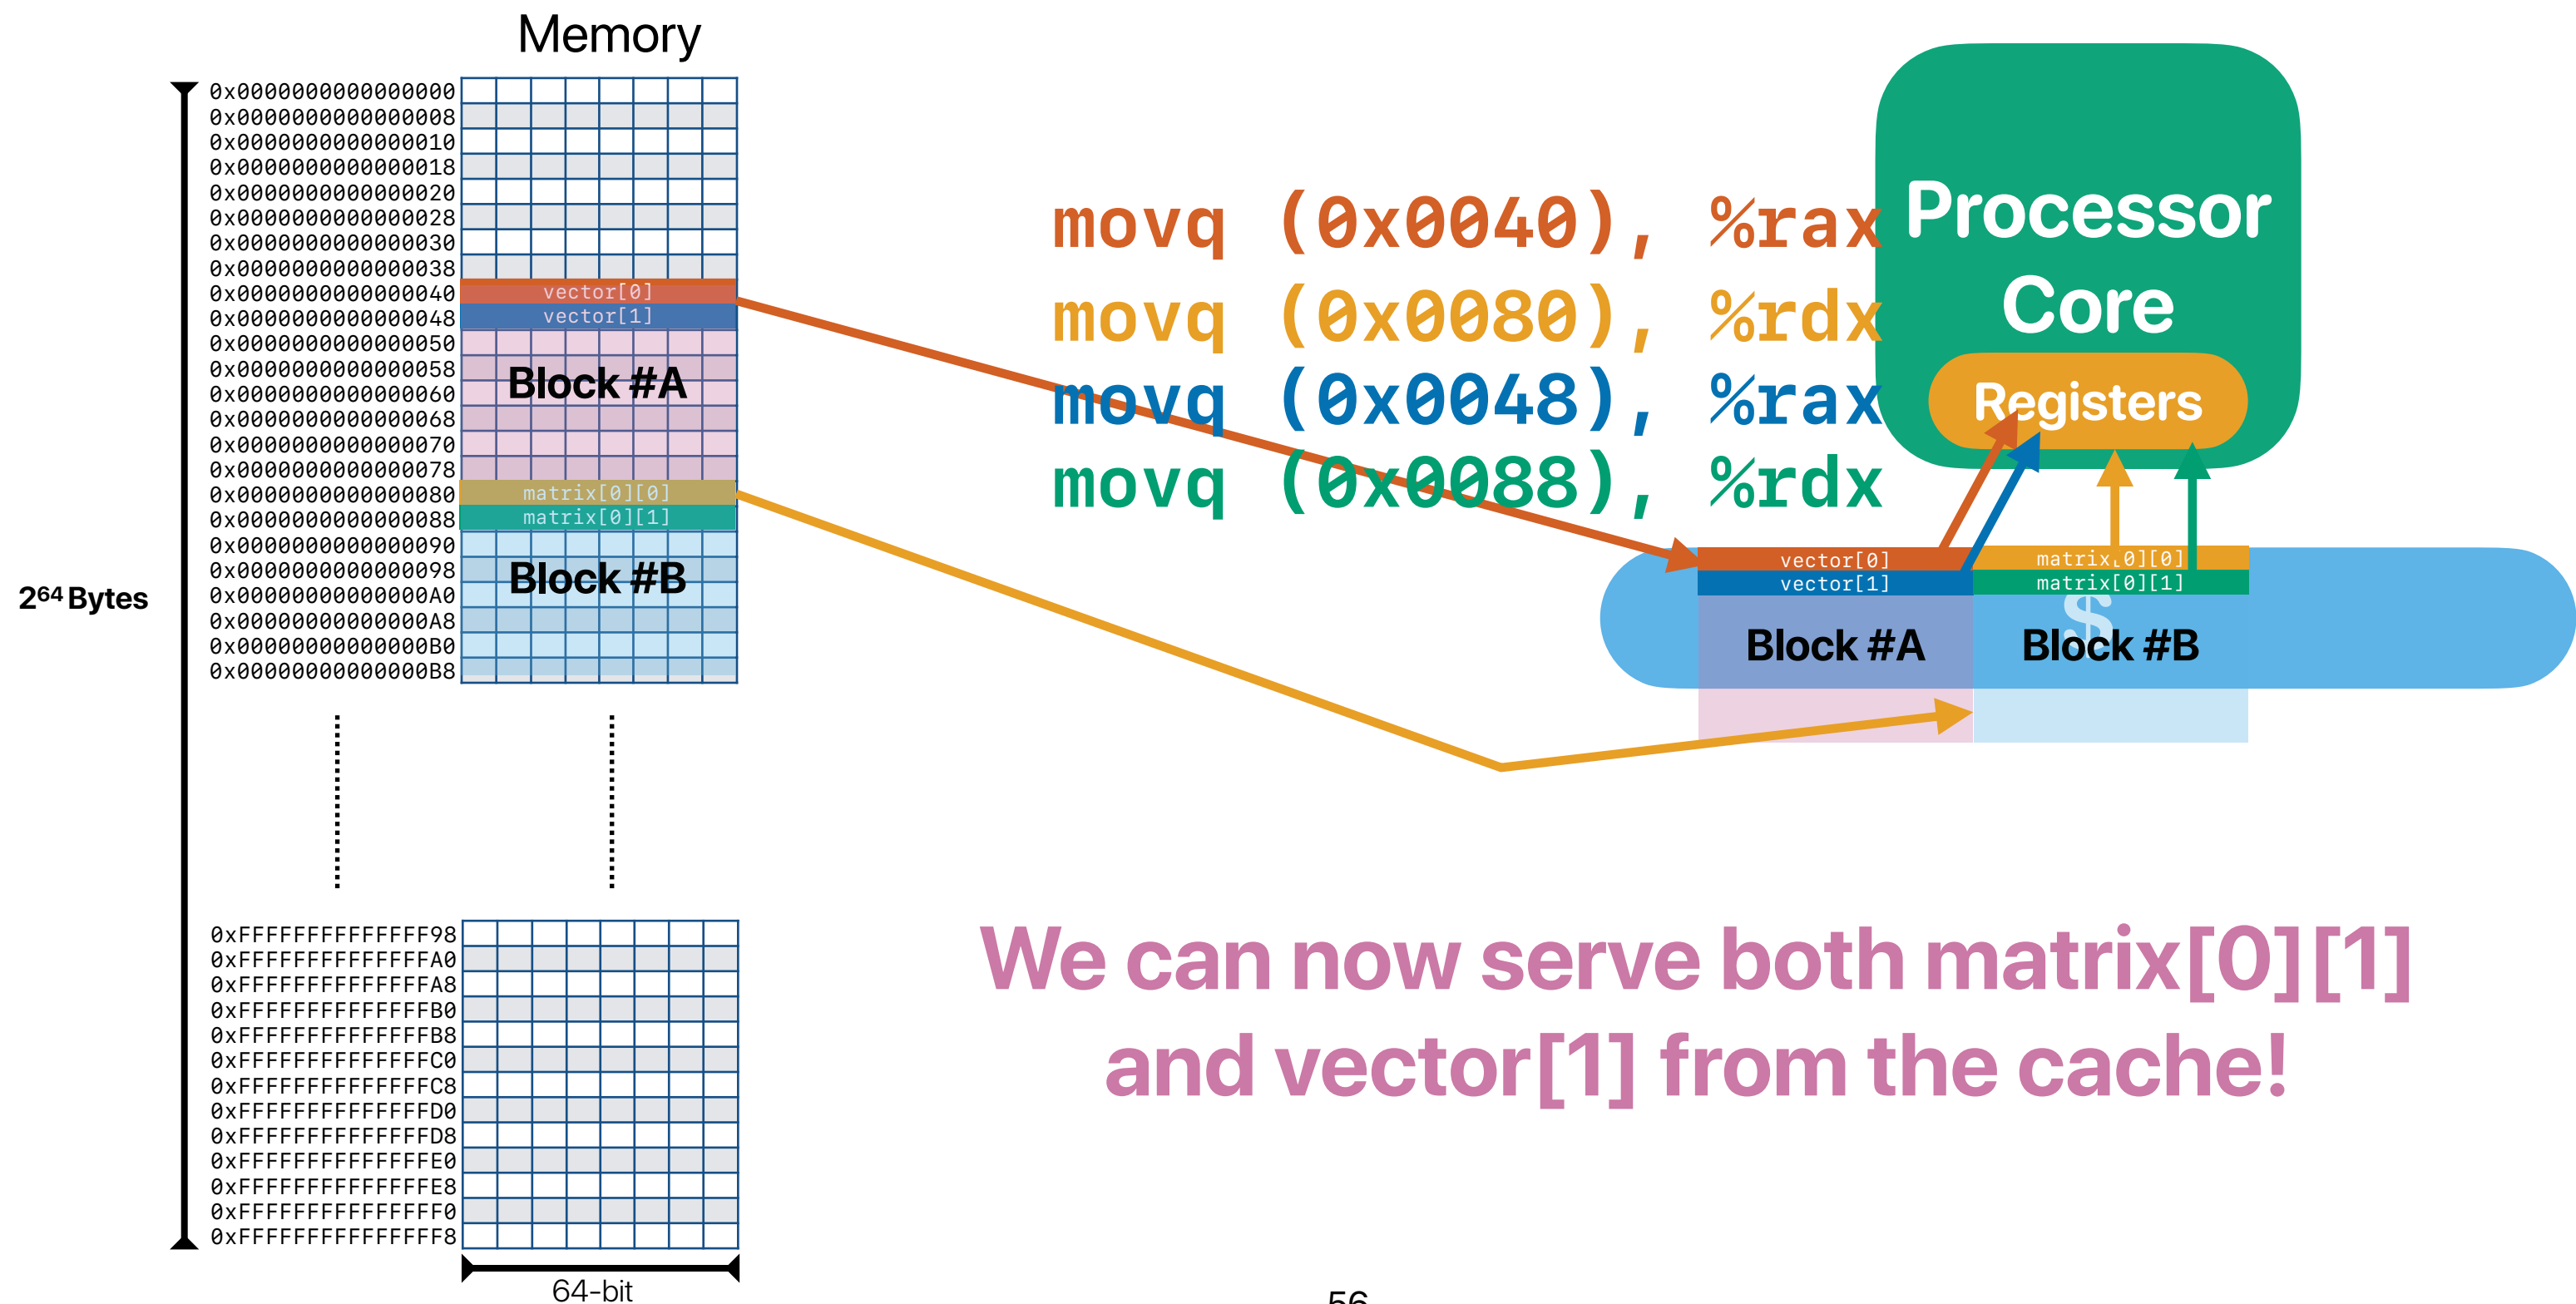 Memory
0x0000000000000000
0x0000000000000008
0x0000000000000010
0x0000000000000018
0x0000000000000020
0x0000000000000028
0x0000000000000030
0x0000000000000038
0x0000000000000040 vector[0]
0x0000000000000048 vector[1]
0x0000000000000050
0x0000000000000058
0x0000000000000060
0x0000000000000068
0x0000000000000070
0x0000000000000078
Block #A
0x0000000000000080 matrix[0][0]
0x0000000000000088 matrix[0][1]
0x0000000000000090
0x0000000000000098
0x00000000000000A0
0x00000000000000A8
0x00000000000000B0
0x00000000000000B8
Block #B
2⁶⁴ Bytes
0xFFFFFFFFFFFFFF98
0xFFFFFFFFFFFFFFA0
0xFFFFFFFFFFFFFFA8
0xFFFFFFFFFFFFFFB0
0xFFFFFFFFFFFFFFB8
0xFFFFFFFFFFFFFFC0
0xFFFFFFFFFFFFFFC8
0xFFFFFFFFFFFFFFD0
0xFFFFFFFFFFFFFFD8
0xFFFFFFFFFFFFFFE0
0xFFFFFFFFFFFFFFE8
0xFFFFFFFFFFFFFFF0
0xFFFFFFFFFFFFFFF8
64-bit
movq (0x0040), %rax
movq (0x0080), %rdx
movq (0x0048), %rax
movq (0x0088), %rdx
Processor
Core
Registers
vector[0]
vector[1]
Block #A
matrix[0][0]
matrix[0][1]
$
Block #B
We can now serve both matrix[0][1]
and vector[1] from the cache!
56